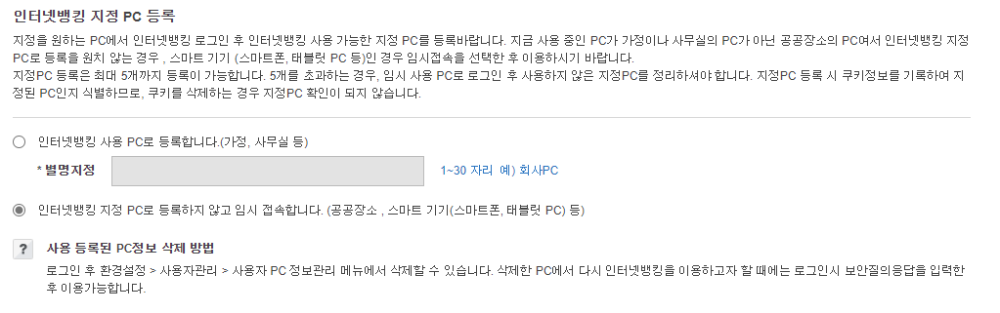 인터넷뱅킹 지정 PC 등록
지정을 원하는 PC에서 인터넷뱅킹 로그인 후 인터넷뱅킹 사용 가능한 지정 PC를 등록바랍니다. 지금 사용 중인 PC가 가정이나 사무실의 PC가 아닌 공공장소의 PC여서 인터넷뱅킹 지정
PC로 등록을 원치 않는 경우 , 스마트 기기 (스마트폰, 태블릿 PC 등)인 경우 임시접속을 선택한 후 이용하시기 바랍니다.
지정PC 등록은 최대 5개까지 등록이 가능합니다. 5개를 초과하는 경우, 임시 사용 PC로 로그인 후 사용하지 않은 지정PC를 정리하셔야 합니다. 지정PC 등록 시 쿠키정보를 기록하여 지
정된 PC인지 식별하므로, 쿠키를 삭제하는 경우 지정PC 확인이 되지 않습니다.
인터넷뱅킹 사용 PC로 등록합니다.(가정, 사무실 등)
* 별명지정 1~30 자리 예) 회사PC
인터넷뱅킹 지정 PC로 등록하지 않고 임시 접속합니다. (공공장소 , 스마트 기기(스마트폰, 태블릿 PC) 등)
? 사용 등록된 PC정보 삭제 방법
로그인 후 환경설정 > 사용자관리 > 사용자 PC 정보관리 메뉴에서 삭제할 수 있습니다. 삭제한 PC에서 다시 인터넷뱅킹을 이용하고자 할 때에는 로그인시 보안질의응답을 입력한
후 이용가능합니다.